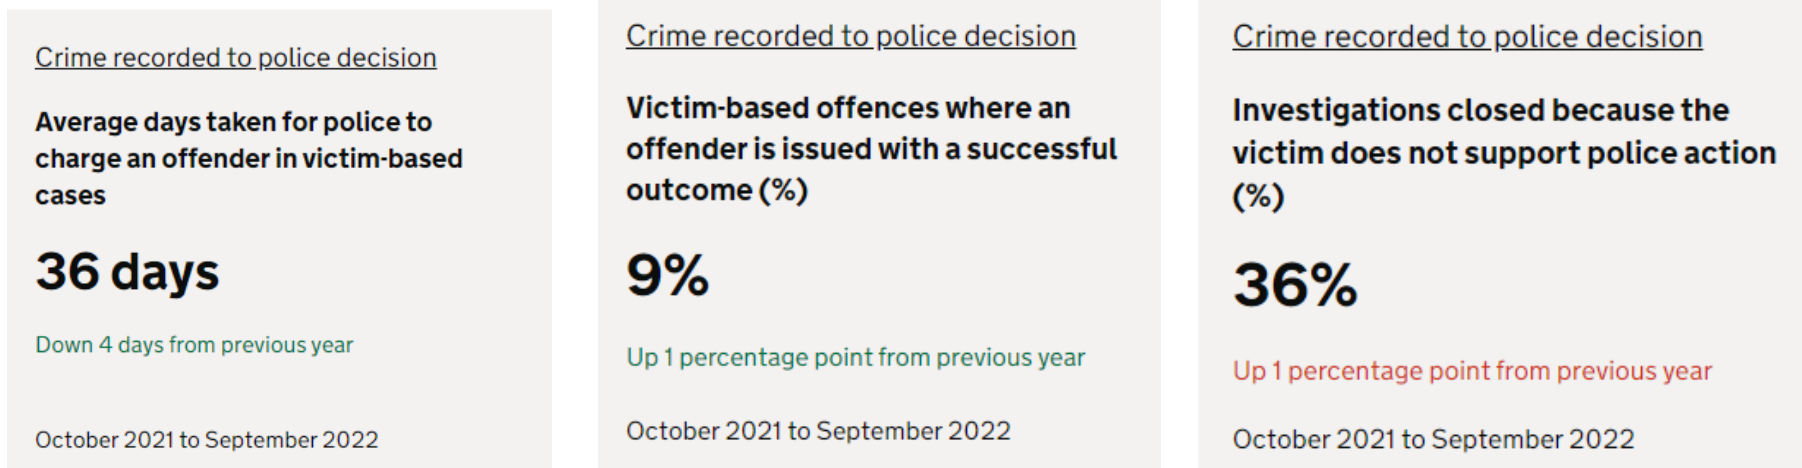 Crime recorded to police decision
Average days taken for police to
charge an offender in victim-based
cases
36 days
Down 4 days from previous year
October 2021 to September 2022
Crime recorded to police decision
Victim-based offences where an
offender is issued with a successful
outcome (%)
9%
Up 1 percentage point from previous year
October 2021 to September 2022
Crime recorded to police decision
Investigations closed because the
victim does not support police action
(%)
36%
Up 1 percentage point from previous year
October 2021 to September 2022